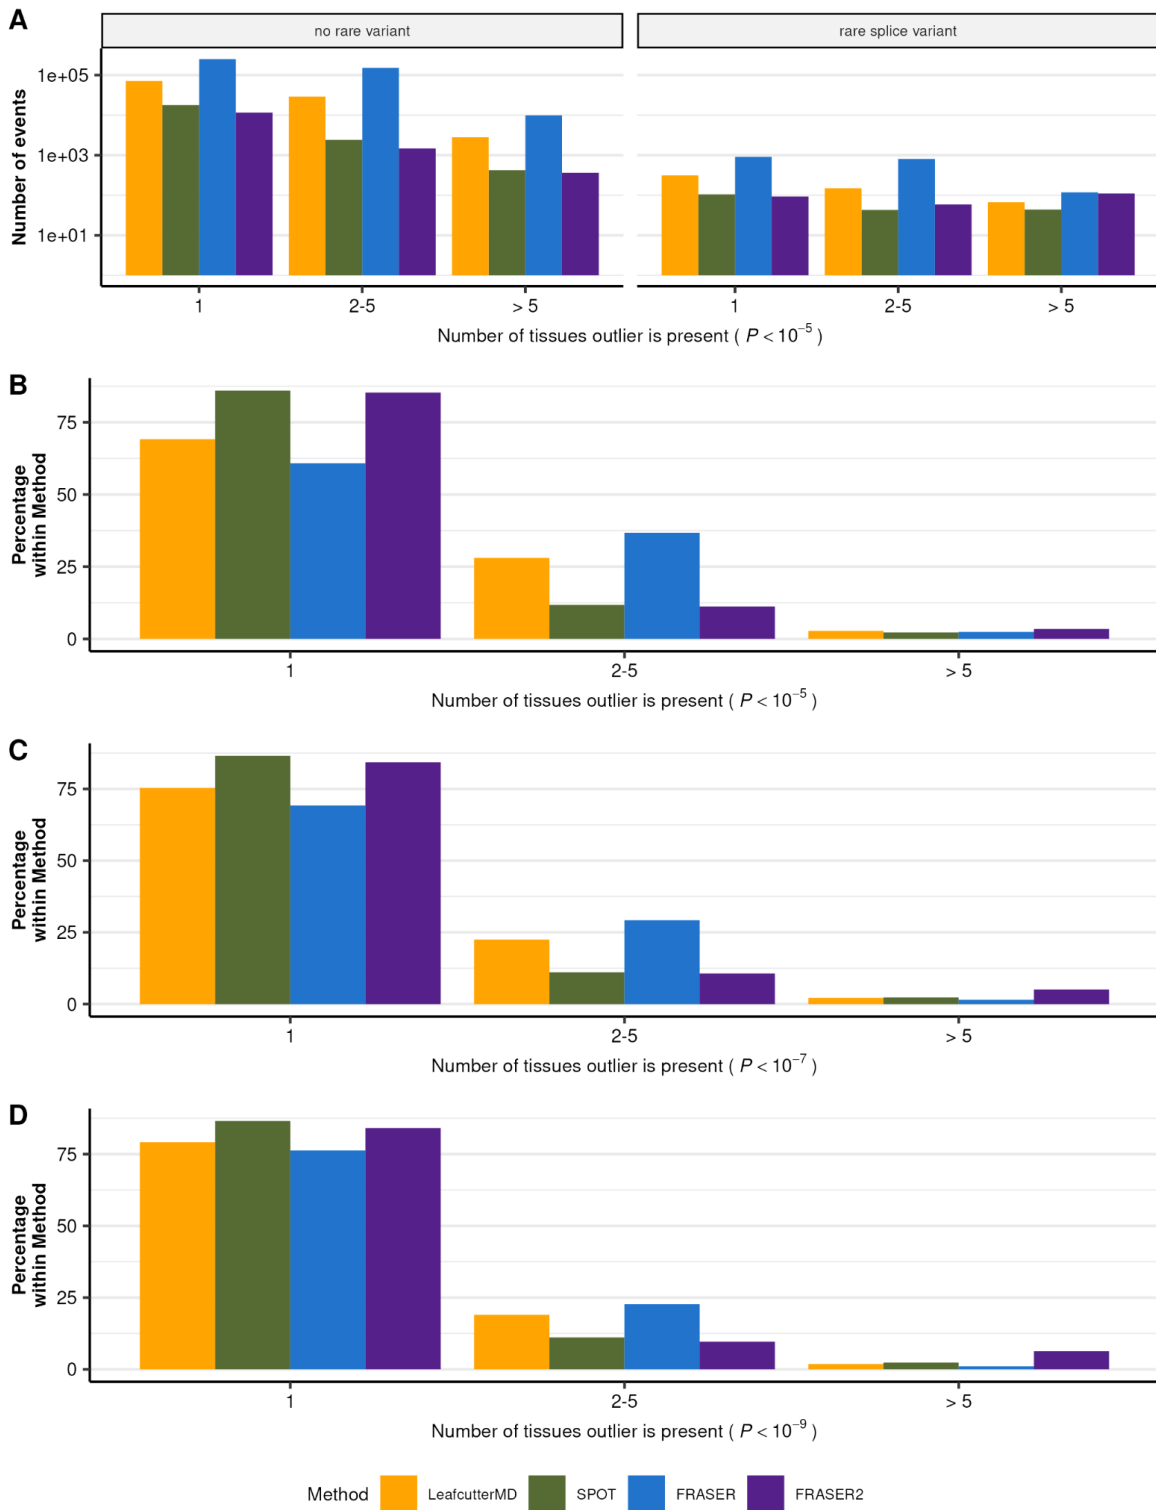 A
no rare variant
rare splice variant
Number of events
1e+05
1e+03
1e+01
1
2-5
> 5
1
2-5
> 5
Number of tissues outlier is present ( P < 10⁻⁵ )
B
Percentage
within Method
75
50
25
0
1
2-5
> 5
Number of tissues outlier is present ( P < 10⁻⁵ )
C
Percentage
within Method
75
50
25
0
1
2-5
> 5
Number of tissues outlier is present ( P < 10⁻⁷ )
D
Percentage
within Method
75
50
25
0
1
2-5
> 5
Number of tissues outlier is present ( P < 10⁻⁹ )
Method LeafcutterMD SPOT FRASER FRASER2